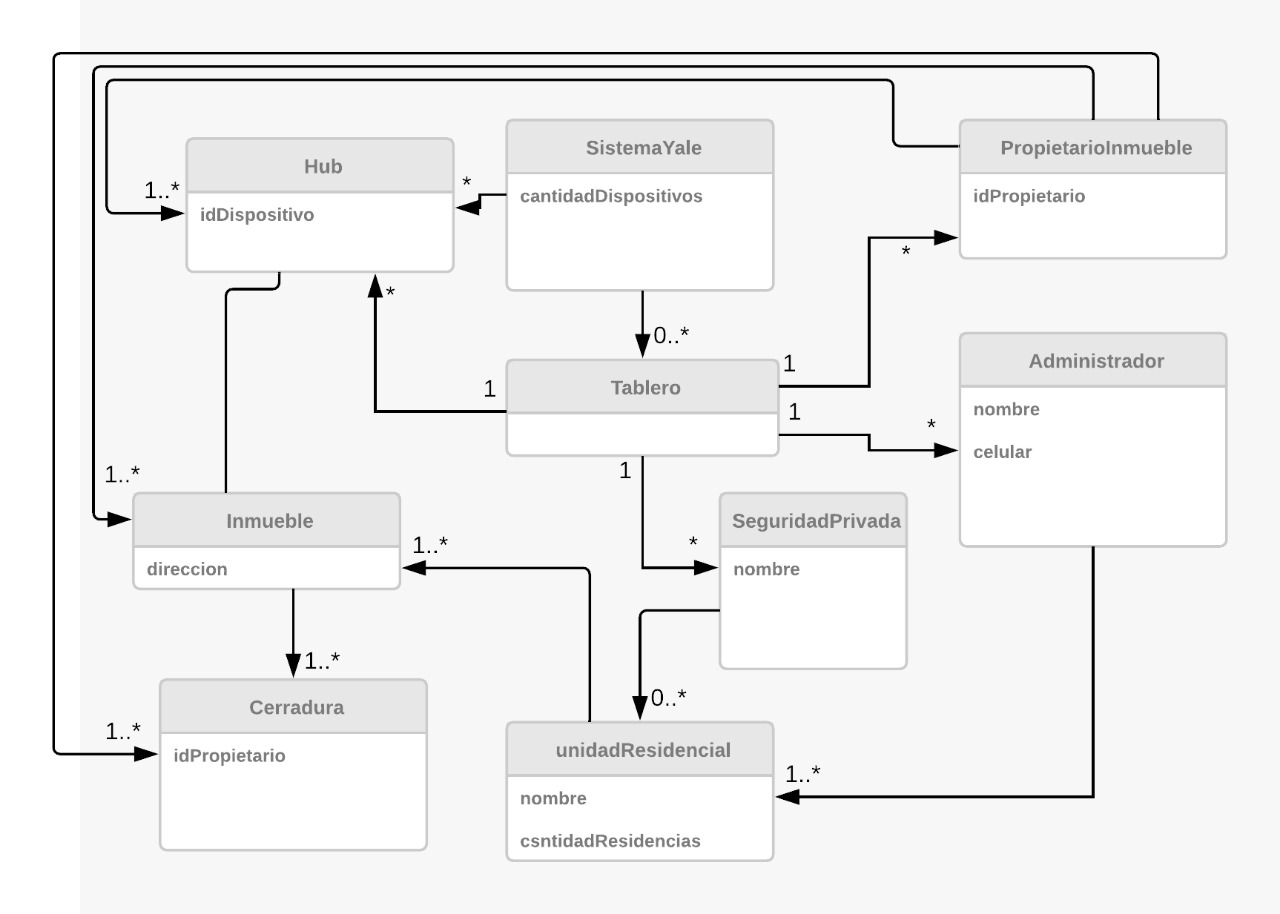 Hub
idDispositivo
1..*
*
SistemaYale
cantidadDispositivos
PropietarioInmueble
idPropietario
*
*
0..*
1
Tablero
1
1
*
1
*
Administrador
nombre
celular
1..*
Inmueble
direccion
1..*
SeguridadPrivada
nombre
1..*
0..*
Cerradura
idPropietario
1..*
unidadResidencial
nombre
csntidadResidencias
1..*